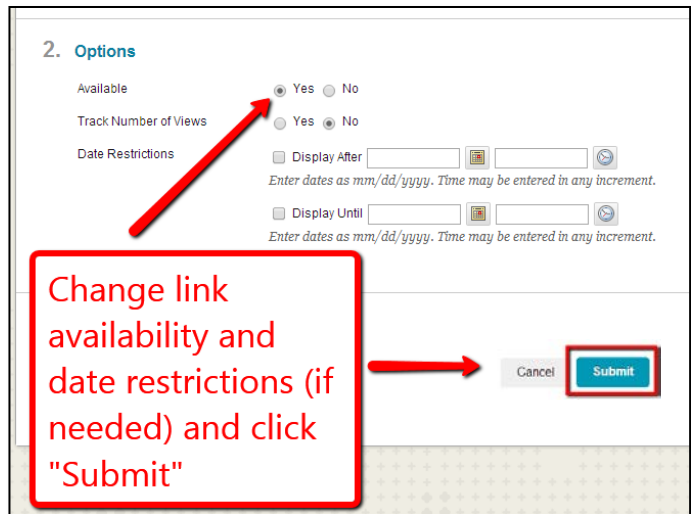 2. Options
Available Yes No
Track Number of Views Yes No
Date Restrictions Display After
Enter dates as mm/dd/yyyy. Time may be entered in any increment.
Display Until
Enter dates as mm/dd/yyyy. Time may be entered in any increment.
Change link
availability and
date restrictions (if
needed) and click
"Submit"
Cancel Submit